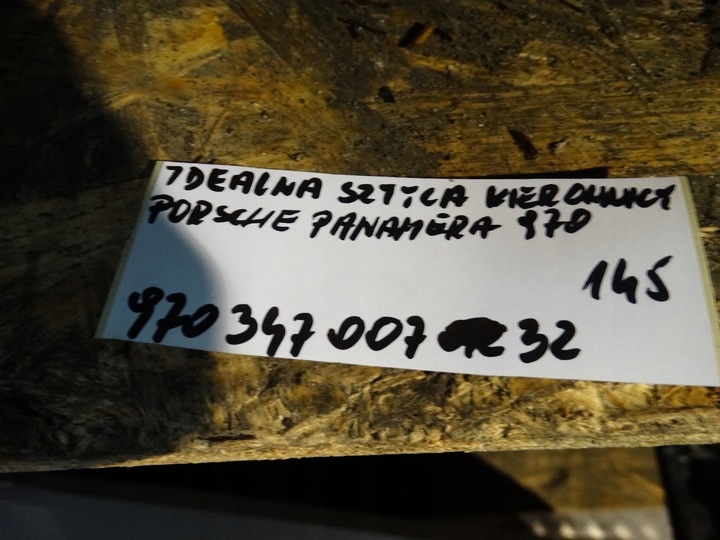 IDEALNA SZTYCA KIEROWNICY
PORSCHE PANAMERA 970
145
970 347 007 32